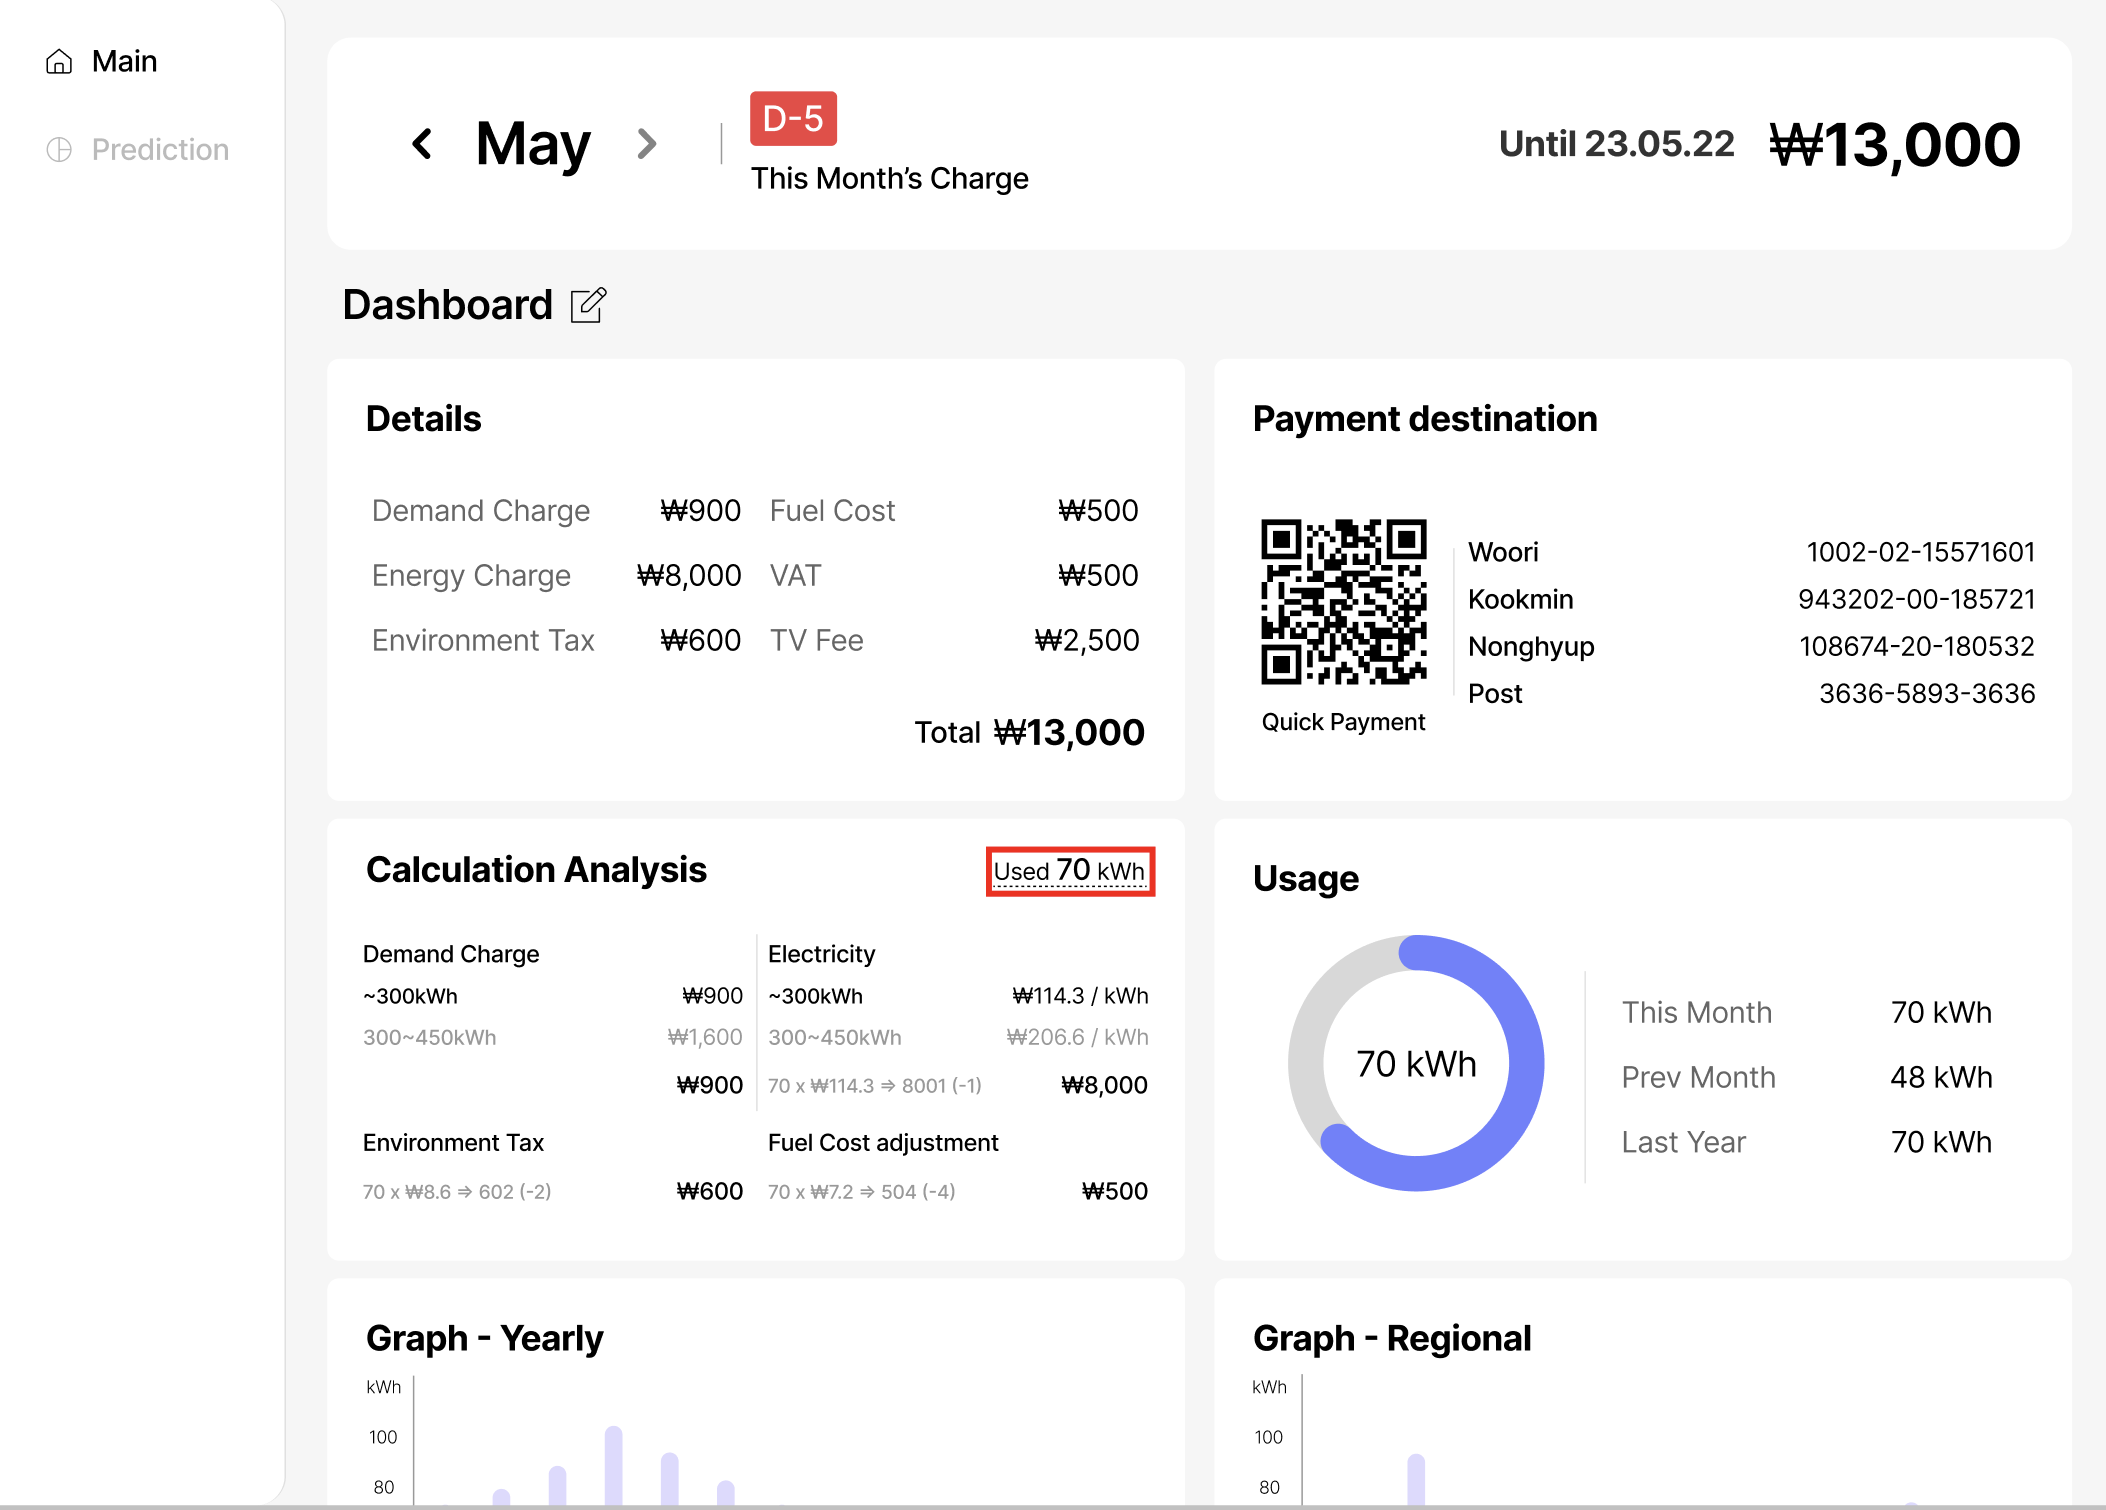 Main
Prediction
May
D-5
This Month's Charge
Until 23.05.22 ₩13,000
Dashboard
Details
Demand Charge ₩900 Fuel Cost ₩500
Energy Charge ₩8,000 VAT ₩500
Environment Tax ₩600 TV Fee ₩2,500
Total ₩13,000
Payment destination
Quick Payment
Woori 1002-02-15571601
Kookmin 943202-00-185721
Nonghyup 108674-20-180532
Post 3636-5893-3636
Calculation Analysis
Used 70 kWh
Demand Charge
~300kWh ₩900
300~450kWh ₩1,600
₩900
Electricity
~300kWh ₩114.3 / kWh
300~450kWh ₩206.6 / kWh
70 x ₩114.3 ⇒ 8001 (-1) ₩8,000
Environment Tax
70 x ₩8.6 ⇒ 602 (-2) ₩600
Fuel Cost adjustment
70 x ₩7.2 ⇒ 504 (-4) ₩500
Usage
70 kWh
This Month 70 kWh
Prev Month 48 kWh
Last Year 70 kWh
Graph - Yearly
kWh
100
80
Graph - Regional
kWh
100
80